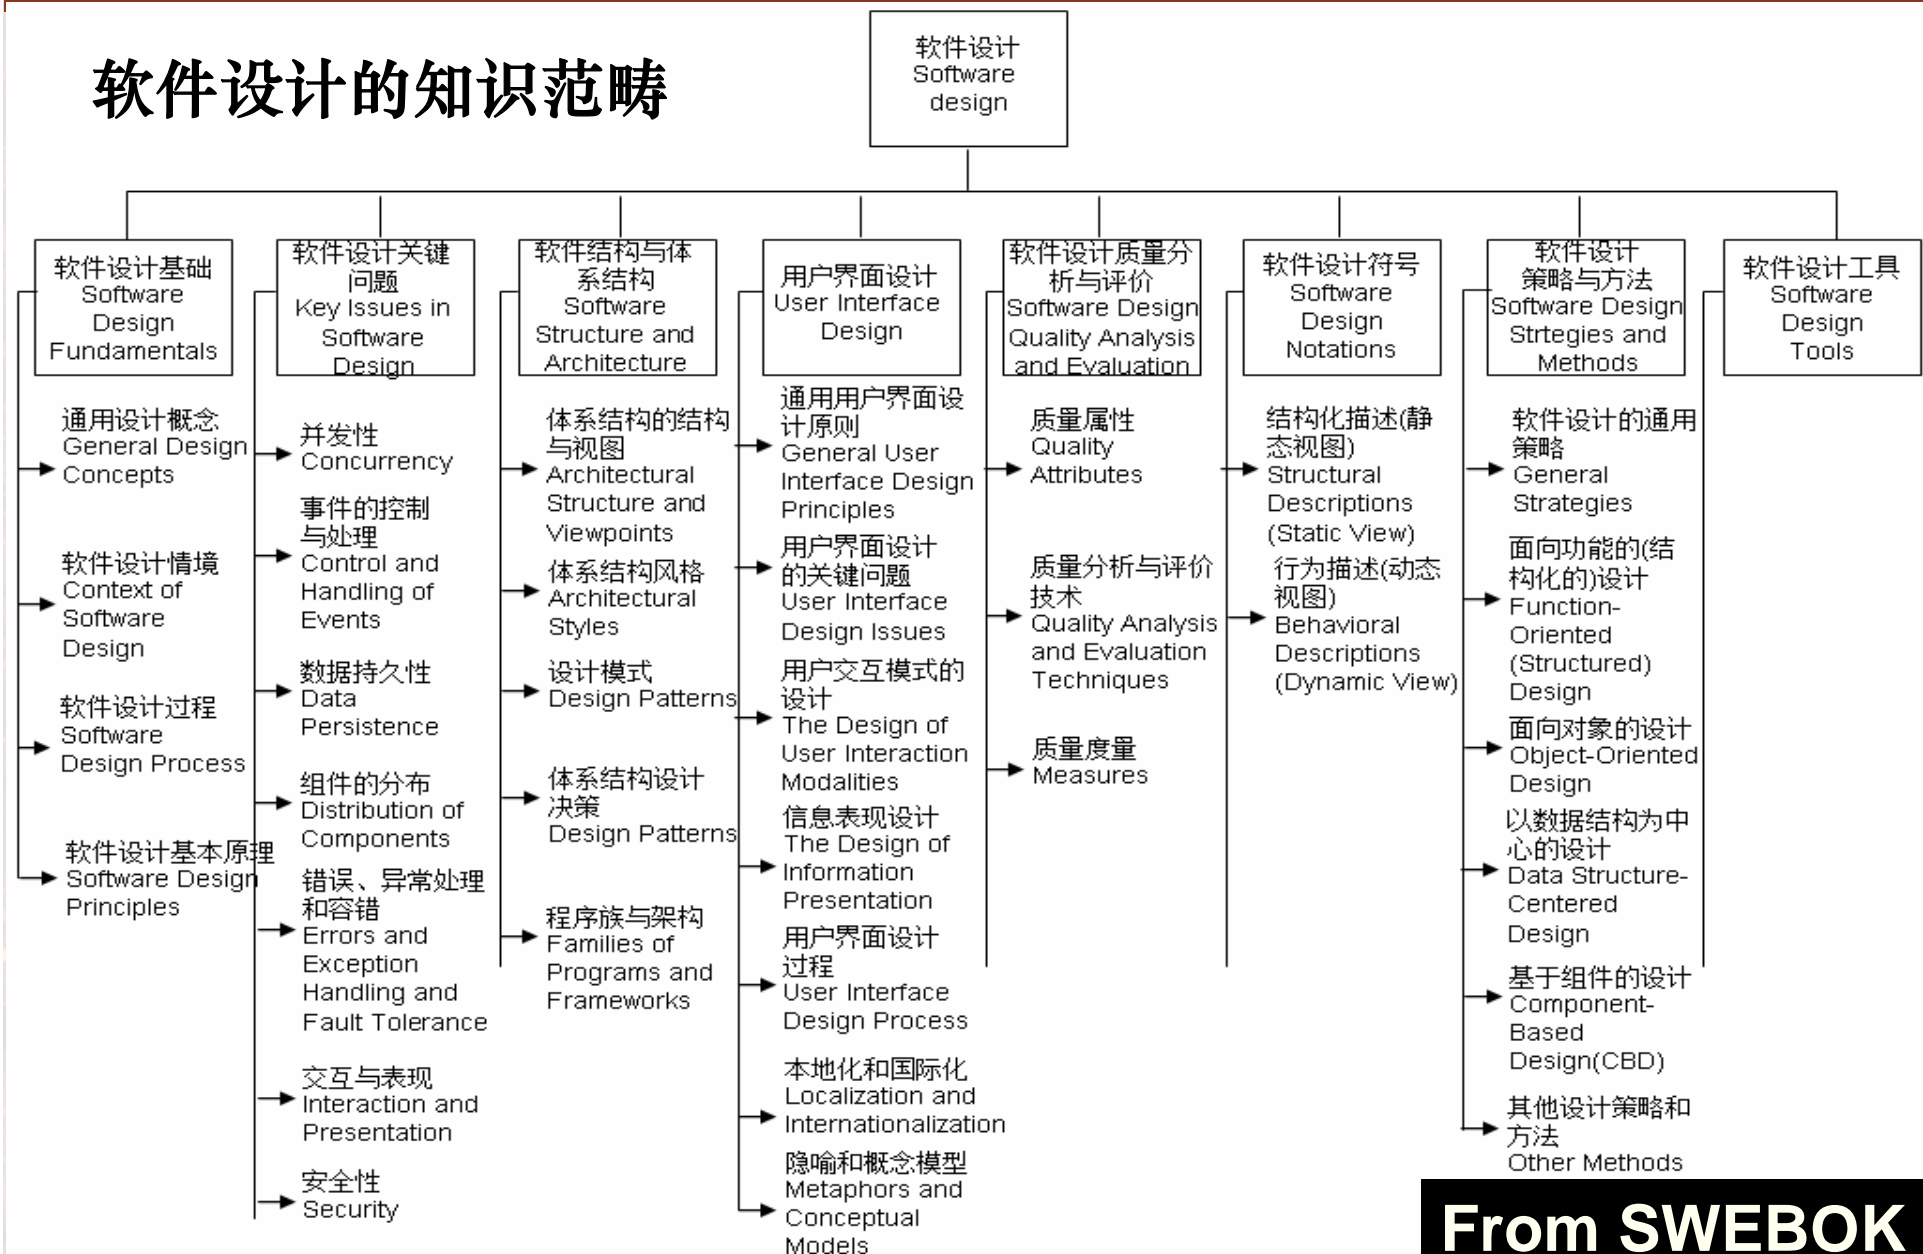 软件设计的知识范畴
软件设计
Software
design
软件设计基础
Software
Design
Fundamentals
通用设计概念
General Design
Concepts
软件设计情境
Context of
Software
Design
软件设计过程
Software
Design Process
软件设计基本原理
Software Design
Principles
软件设计关键
问题
Key Issues in
Software
Design
并发性
Concurrency
事件的控制
与处理
Control and
Handling of
Events
数据持久性
Data
Persistence
组件的分布
Distribution of
Components
错误、异常处理
和容错
Errors and
Exception
Handling and
Fault Tolerance
交互与表现
Interaction and
Presentation
安全性
Security
软件结构与体
系结构
Software
Structure and
Architecture
体系结构的结构
与视图
Architectural
Structure and
Viewpoints
体系结构风格
Architectural
Styles
设计模式
Design Patterns
体系结构设计
决策
Design Patterns
程序族与架构
Families of
Programs and
Frameworks
用户界面设计
User Interface
Design
通用用户界面设
计原则
General User
Interface Design
Principles
用户界面设计
的关键问题
User Interface
Design Issues
用户交互模式的
设计
The Design of
User Interaction
Modalities
信息表现设计
The Design of
Information
Presentation
用户界面设计
过程
User Interface
Design Process
本地化和国际化
Localization and
Internationalization
隐喻和概念模型
Metaphors and
Conceptual
Models
软件设计质量分
析与评价
Software Design
Quality Analysis
and Evaluation
质量属性
Quality
Attributes
质量分析与评价
技术
Quality Analysis
and Evaluation
Techniques
质量度量
Measures
软件设计符号
Software
Design
Notations
结构化描述(静
态视图)
Structural
Descriptions
(Static View)
行为描述(动态
视图)
Behavioral
Descriptions
(Dynamic View)
软件设计
策略与方法
Software Design
Strtegies and
Methods
软件设计的通用
策略
General
Strategies
面向功能的(结
构化的)设计
Function-
Oriented
(Structured)
Design
面向对象的设计
Object-Oriented
Design
以数据结构为中
心的设计
Data Structure-
Centered
Design
基于组件的设计
Component-
Based
Design(CBD)
其他设计策略和
方法
Other Methods
软件设计工具
Software
Design
Tools
From SWEBOK